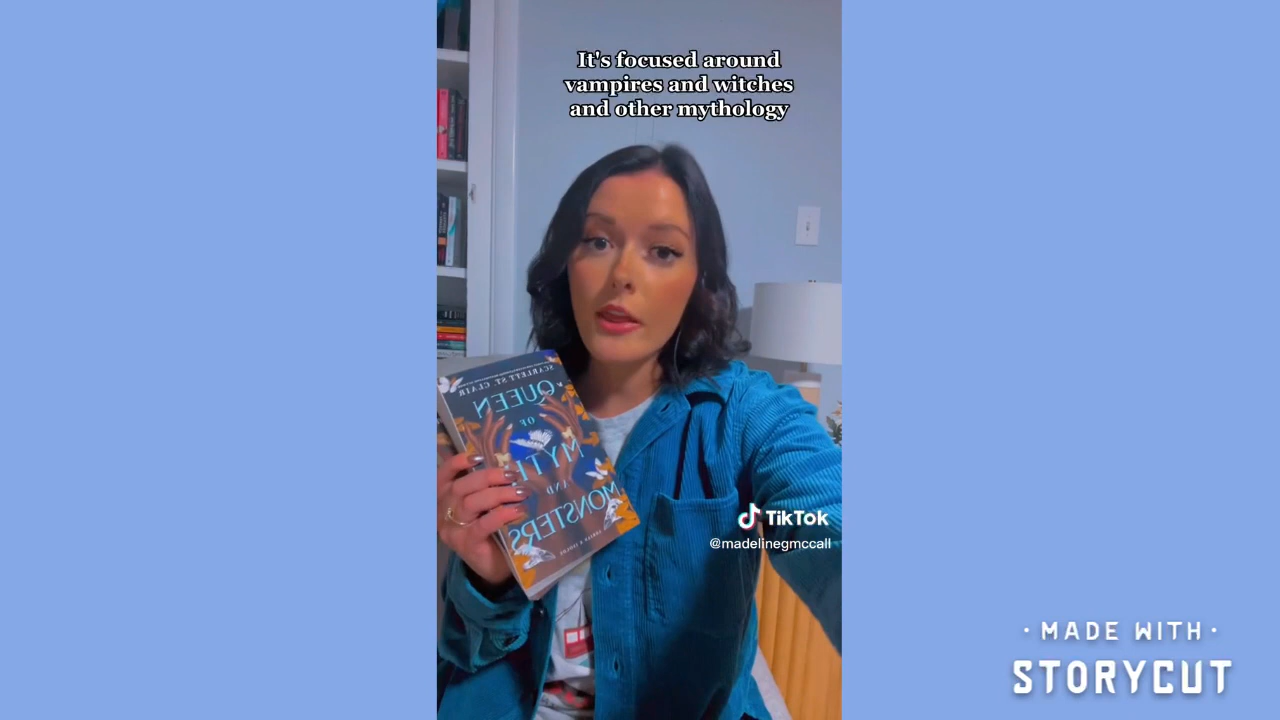 It's focused around
vampires and witches
and other mythology
SCARLETT ST. CLAIR
QUEEN
OF
MYTH
AND
MONSTERS
TikTok
@madelinegmccall
· MADE WITH ·
STORYCUT